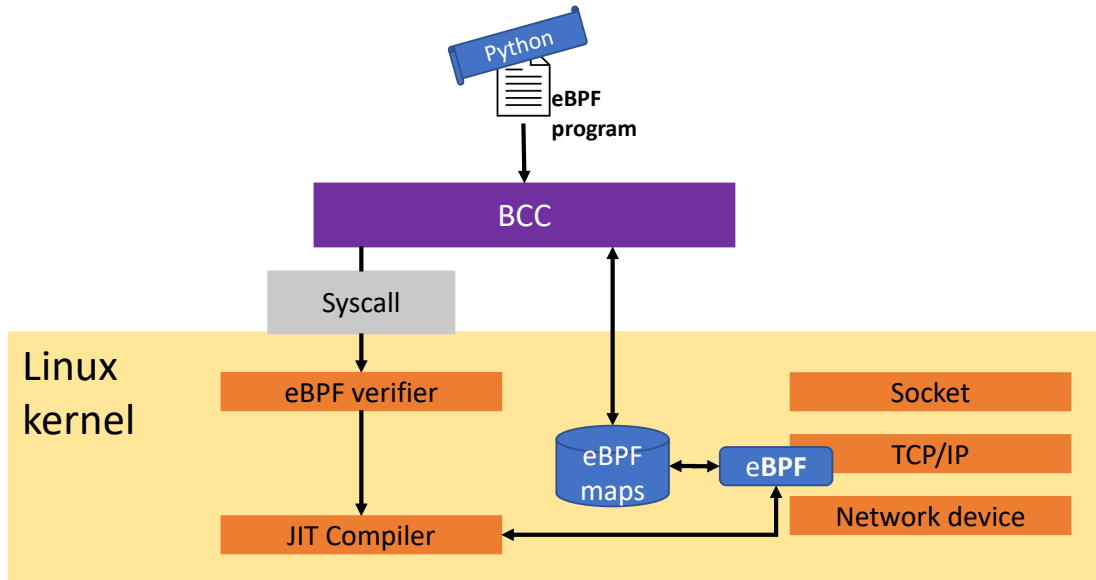 Python
eBPF
program
BCC
Syscall
Linux
kernel
eBPF verifier
Socket
eBPF
maps
eBPF
TCP/IP
Network device
JIT Compiler